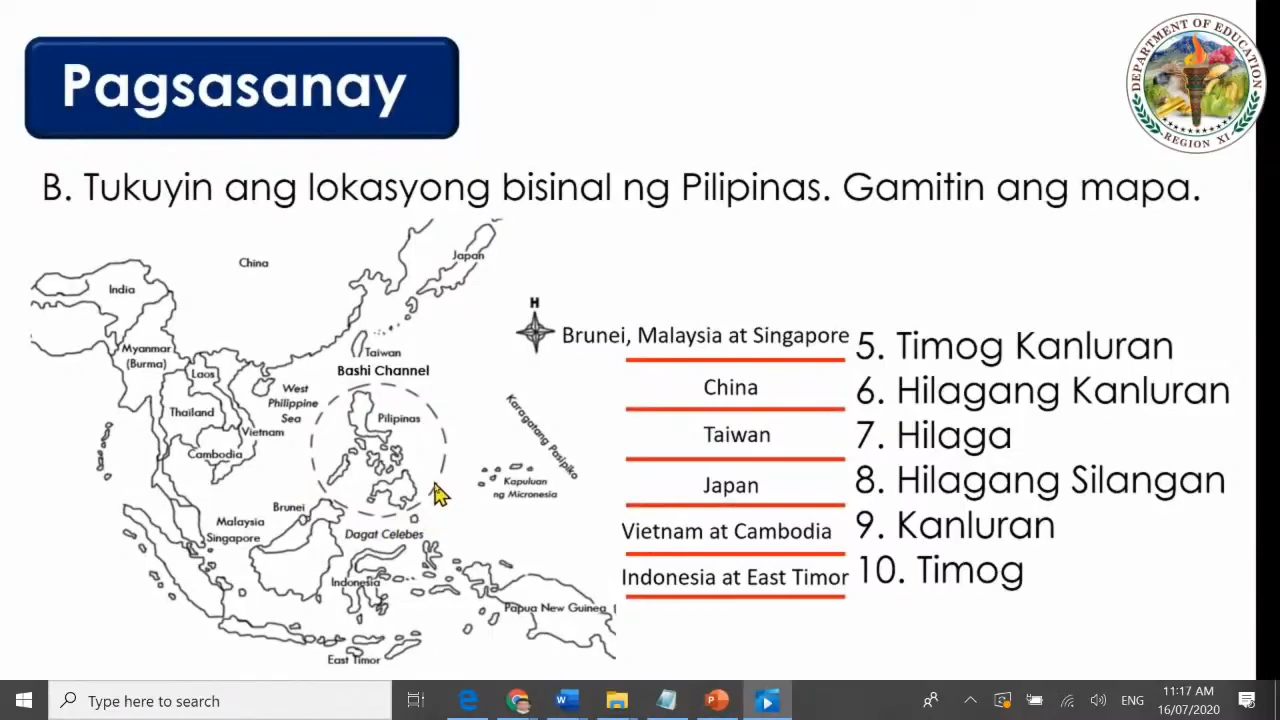 Pagsasanay
DEPARTMENT OF EDUCATION
REGION XI
B. Tukuyin ang lokasyong bisinal ng Pilipinas. Gamitin ang mapa.
China
Japan
India
H
Myanmar
(Burma)
Laos
Taiwan
Bashi Channel
West
Philippine
Sea
Thailand
Vietnam
Cambodia
Pilipinas
Karagatang Pasipiko
Kapuluan
ng Micronesia
Brunei
Malaysia
Singapore
Dagat Celebes
Indonesia
Papua New Guinea
East Timor
Brunei, Malaysia at Singapore 5. Timog Kanluran
China 6. Hilagang Kanluran
Taiwan 7. Hilaga
Japan 8. Hilagang Silangan
Vietnam at Cambodia 9. Kanluran
Indonesia at East Timor 10. Timog
Type here to search
ENG
11:17 AM
16/07/2020